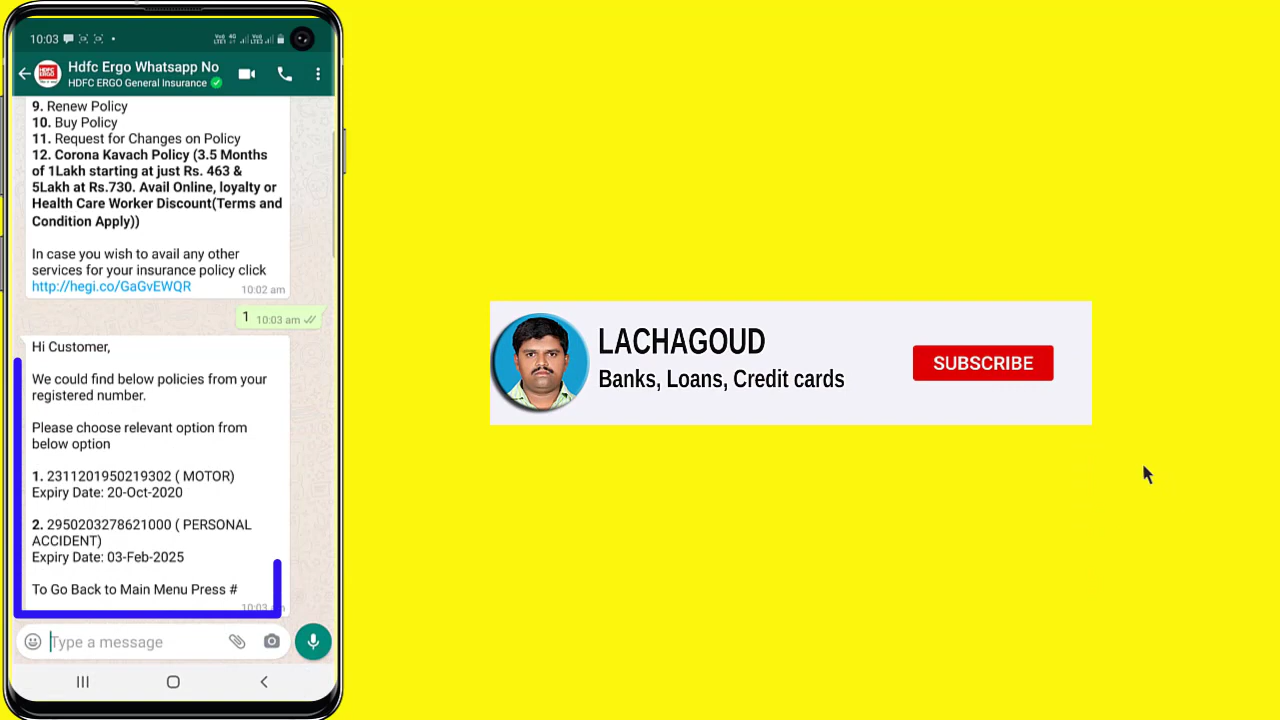 10:03
Hdfc Ergo Whatsapp No
HDFC ERGO General Insurance
9. Renew Policy
10. Buy Policy
11. Request for Changes on Policy
12. Corona Kavach Policy (3.5 Months
of 1Lakh starting at just Rs. 463 &
5Lakh at Rs.730. Avail Online, loyalty or
Health Care Worker Discount(Terms and
Condition Apply))
In case you wish to avail any other
services for your insurance policy click
http://hegi.co/GaGvEWQR
10:02 am
1 10:03 am
Hi Customer,
We could find below policies from your
registered number.
Please choose relevant option from
below option
1. 2311201950219302 ( MOTOR)
Expiry Date: 20-Oct-2020
2. 2950203278621000 ( PERSONAL
ACCIDENT)
Expiry Date: 03-Feb-2025
To Go Back to Main Menu Press #
10:03 am
Type a message
LACHAGOUD
Banks, Loans, Credit cards
SUBSCRIBE